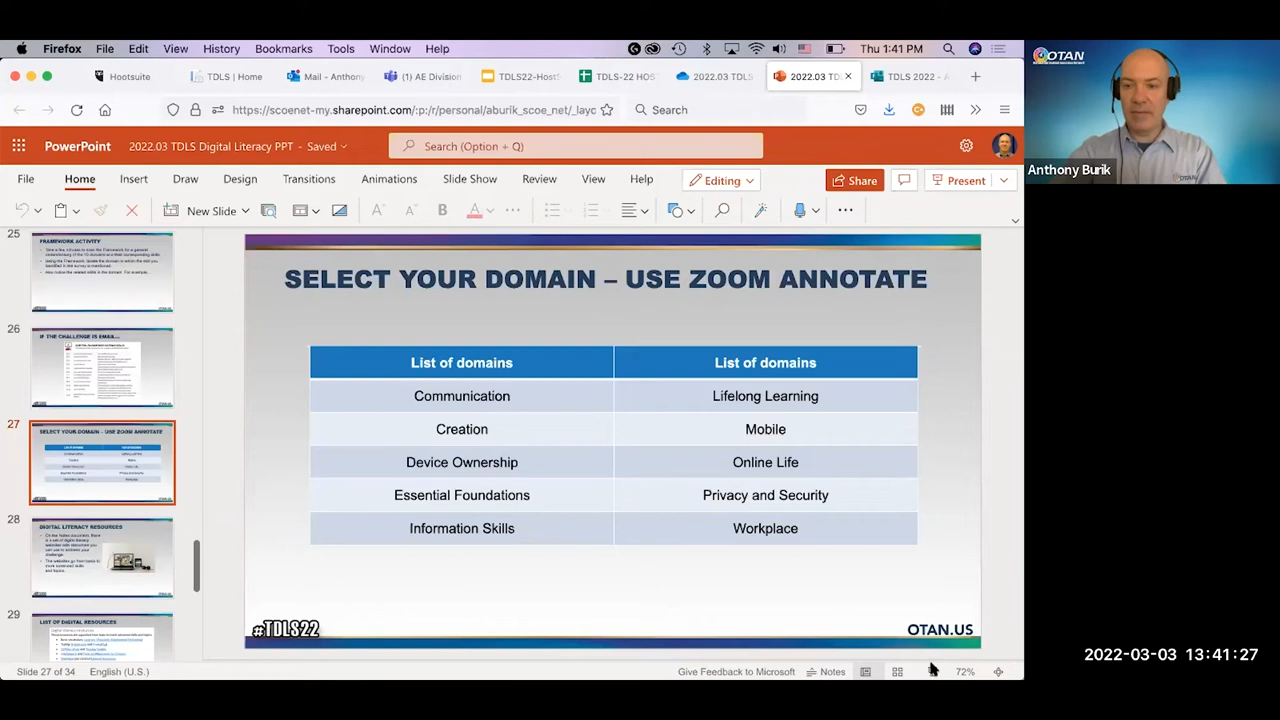 Firefox File Edit View History Bookmarks Tools Window Help Thu 1:41 PM
Hootsuite TDLS | Home Mail - Anthony (1) AE Division TDLS22-Host TDLS-22 HOS 2022.03 TDLS 2022.03 TD TDLS 2022 - A
https://scoenet-my.sharepoint.com/:p:/r/personal/aburik_scoe_net/_layo Search
PowerPoint 2022.03 TDLS Digital Literacy PPT - Saved Search (Option + Q)
File Home Insert Draw Design Transitions Slide Show Review View Help Editing Share Present
New Slide
25
FRAMEWORK ACTIVITY
26
IF THE CHALLENGE IS EMAIL...
27
SELECT YOUR DOMAIN – USE ZOOM ANNOTATE
28
DIGITAL LITERACY RESOURCES
29
LIST OF DIGITAL RESOURCES
SELECT YOUR DOMAIN – USE ZOOM ANNOTATE
List of domains List of domains
Communication Lifelong Learning
Creation Mobile
Device Ownership Online Life
Essential Foundations Privacy and Security
Information Skills Workplace
#TDLS22 OTAN.US
Slide 27 of 34 English (U.S.) Give Feedback to Microsoft Notes 72%
OTAN
Anthony Burik
2022-03-03 13:41:27